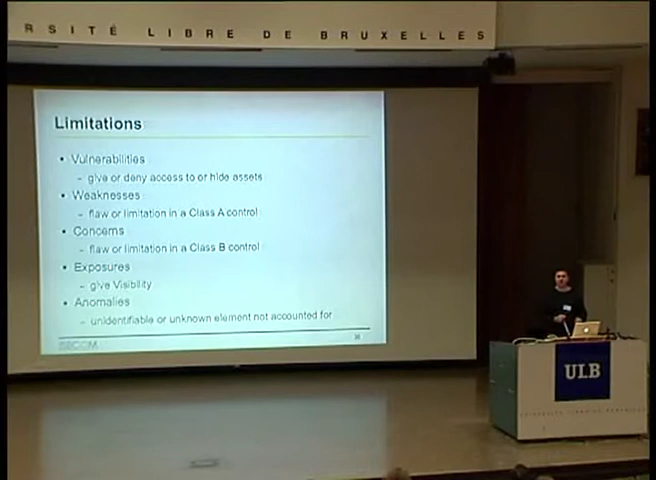 RSITÉ LIBRE DE BRUXELLES
Limitations
• Vulnerabilities
– give or deny access to or hide assets
• Weaknesses
– flaw or limitation in a Class A control
• Concerns
– flaw or limitation in a Class B control
• Exposures
– give Visibility
• Anomalies
– unidentifiable or unknown element not accounted for
ULB